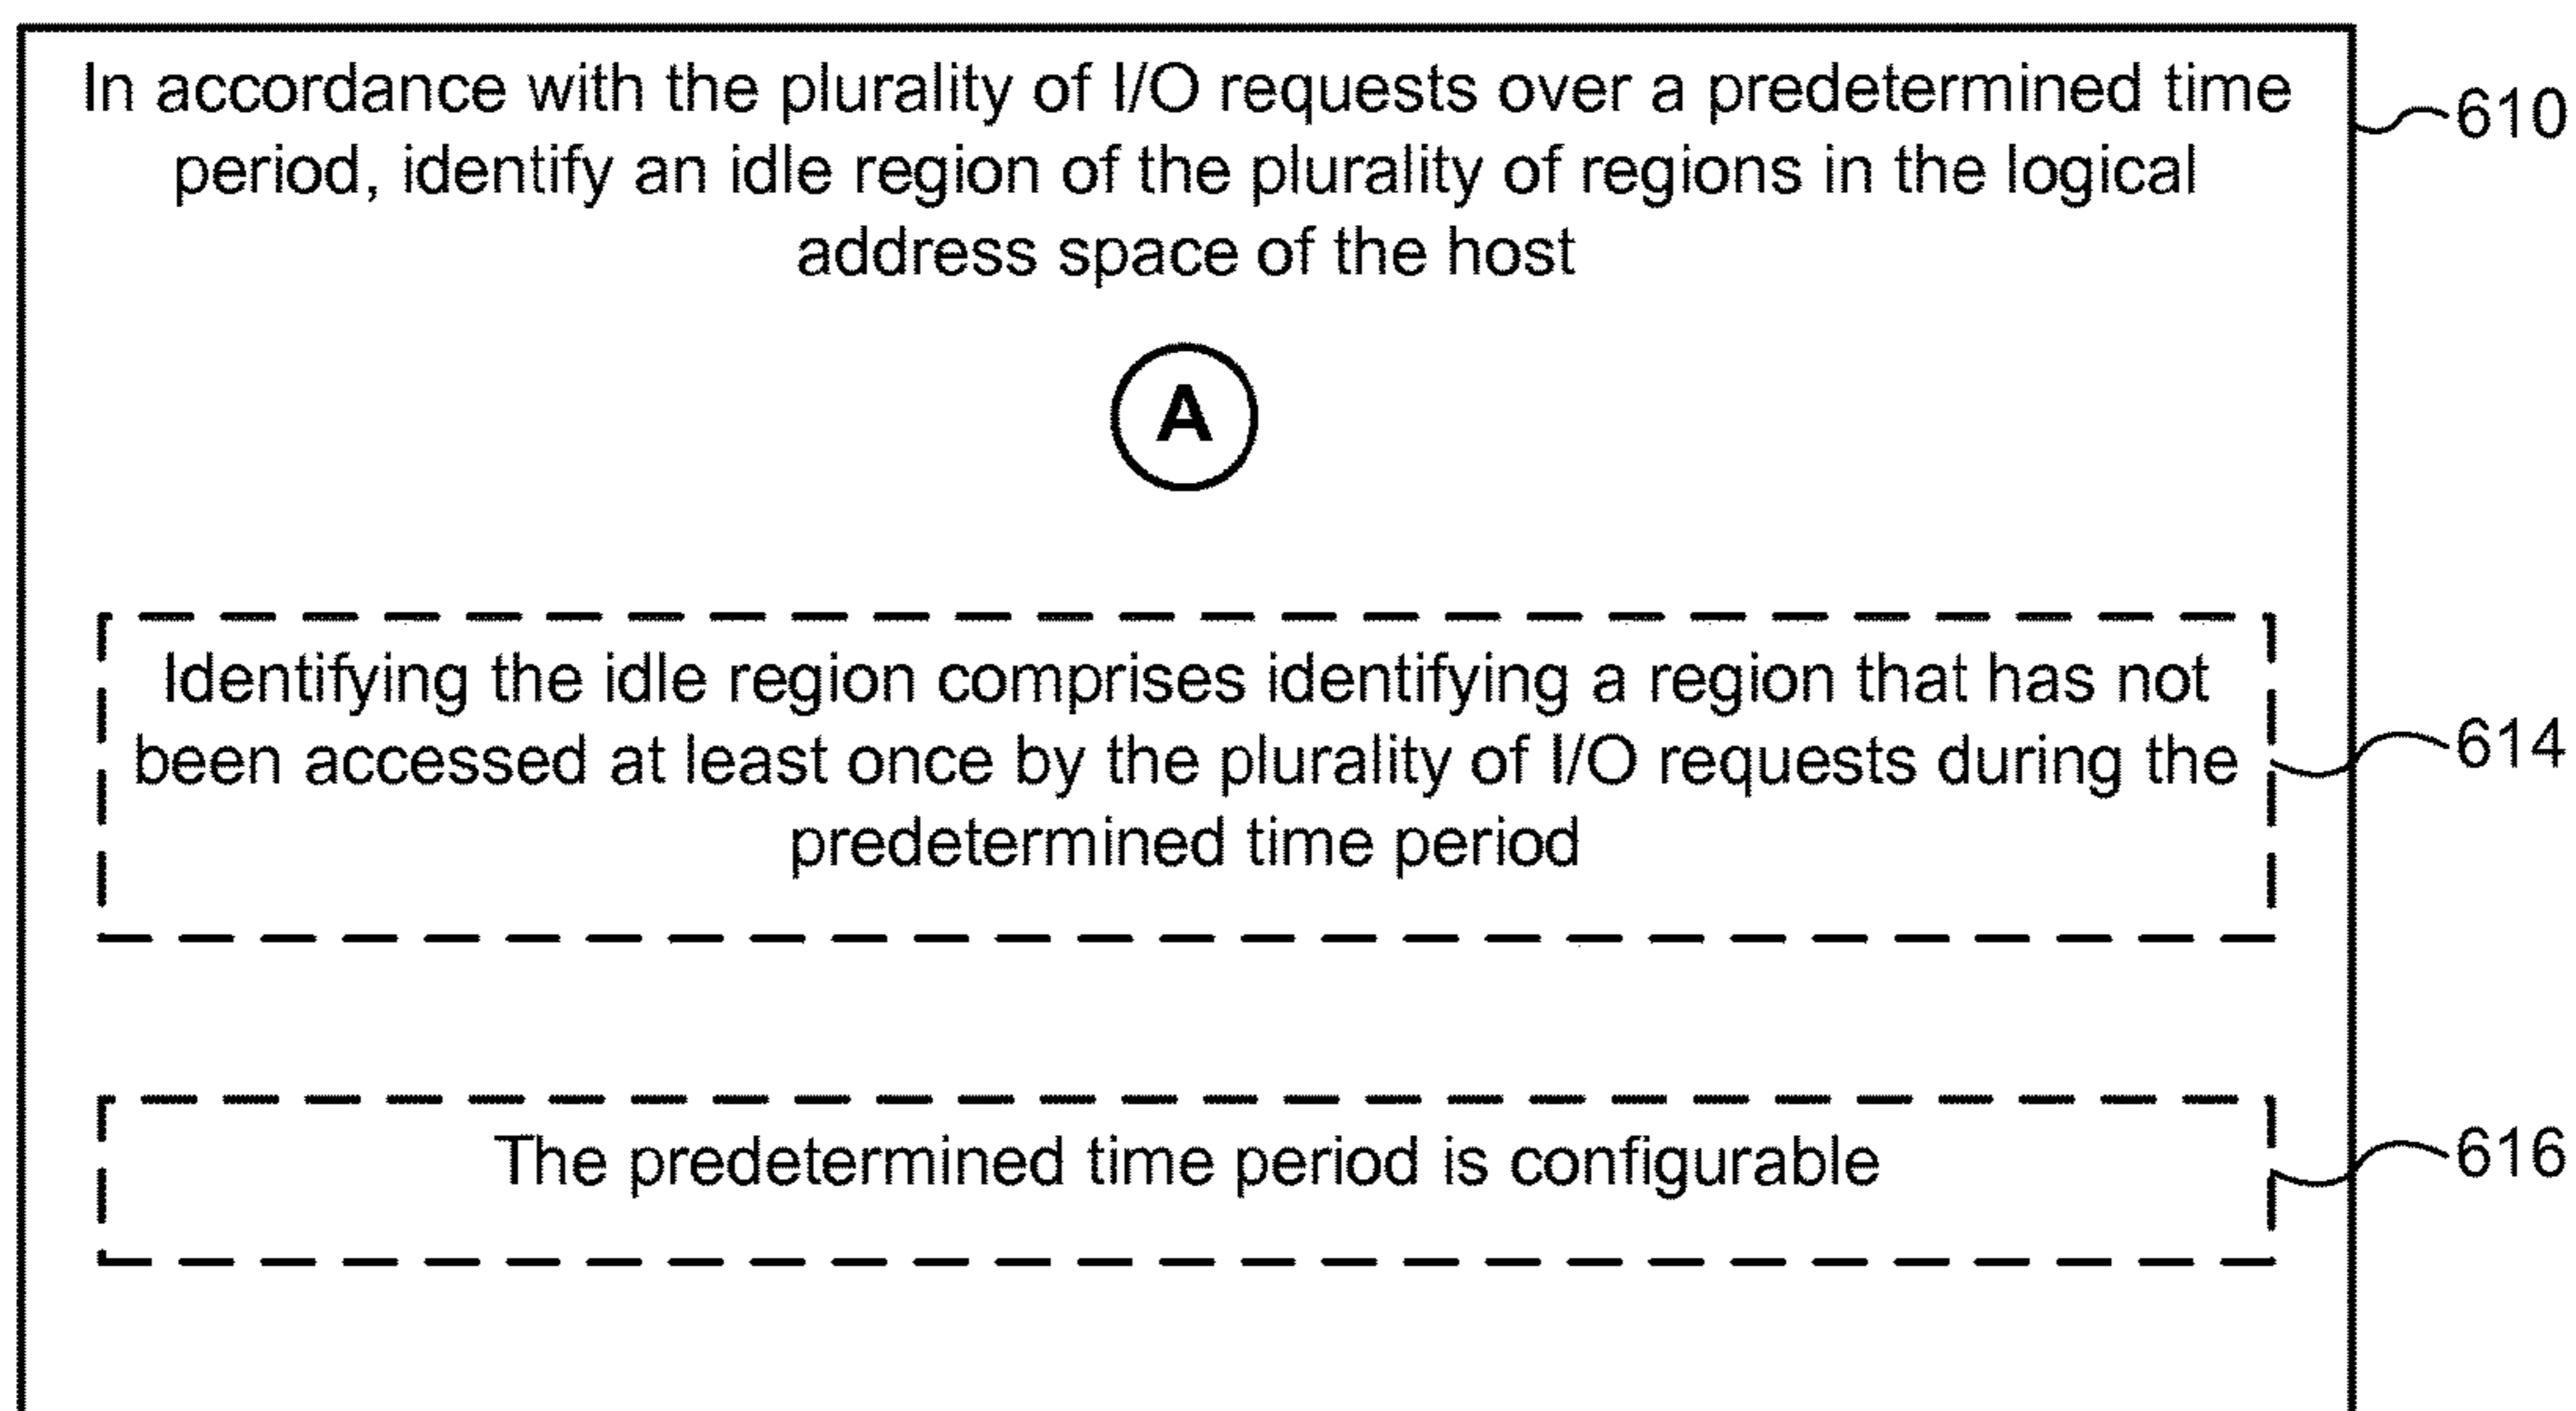 In accordance with the plurality of I/O requests over a predetermined time
period, identify an idle region of the plurality of regions in the logical
address space of the host
610
A
Identifying the idle region comprises identifying a region that has not
been accessed at least once by the plurality of I/O requests during the
predetermined time period
614
The predetermined time period is configurable
616